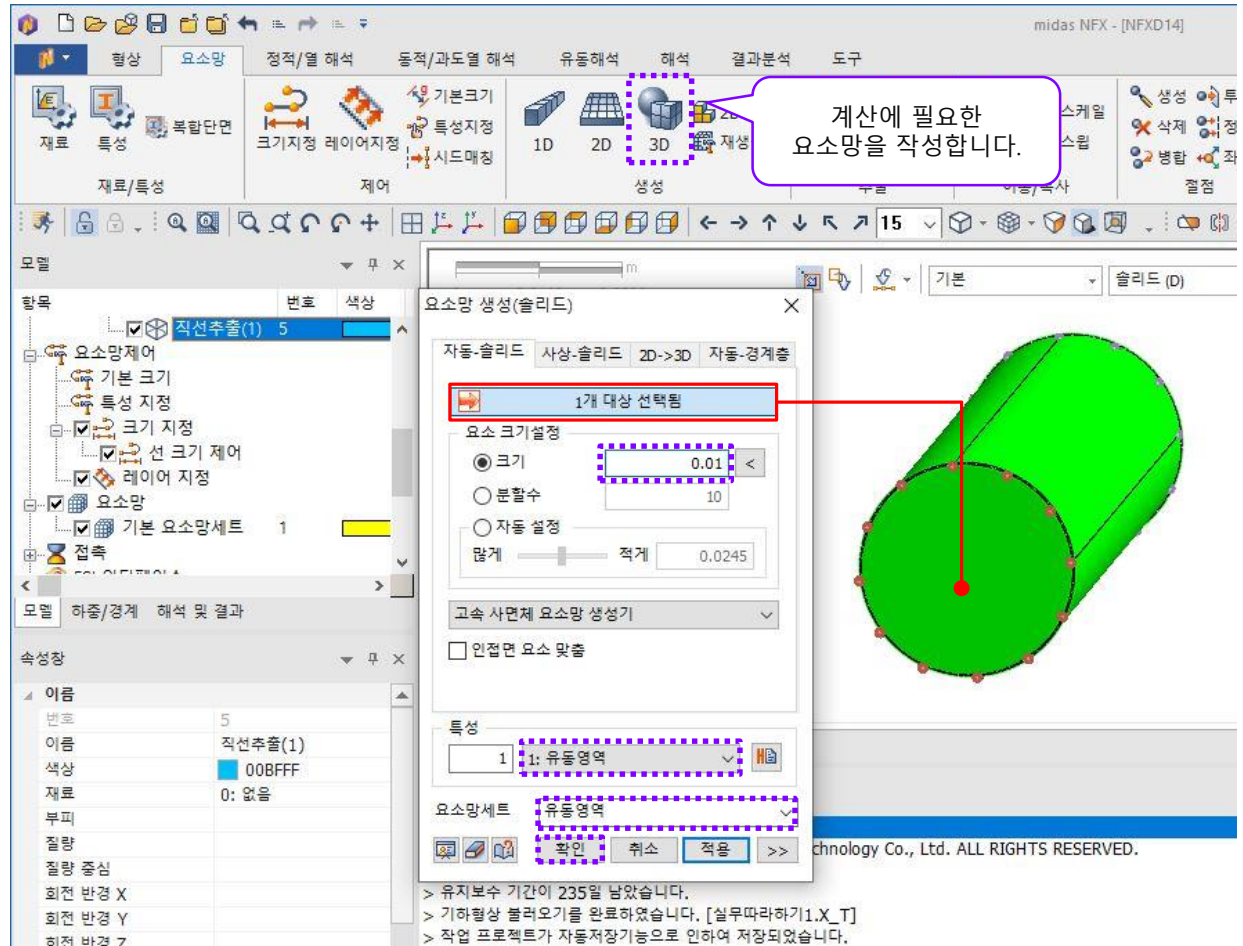 midas NFX - [NFXD14]
형상 요소망 정적/열 해석 동적/과도열 해석 유동해석 해석 결과분석 도구
재료 특성 복합단면
크기지정 레이어지정 기본크기 특성지정 시드매칭
1D 2D 3D 재생
계산에 필요한
요소망을 작성합니다.
스케일
스윕
생성 투
삭제 정
병합 좌
재료/특성 제어 생성 절점
15
모델
항목 번호 색상
직선추출(1) 5
요소망제어
기본 크기
특성 지정
크기 지정
선 크기 제어
레이어 지정
요소망
기본 요소망세트 1
접촉
모델 하중/경계 해석 및 결과
속성창
이름
번호 5
이름 직선추출(1)
색상 00BFFF
재료 0: 없음
부피
질량
질량 중심
회전 반경 X
회전 반경 Y
회전 반경 Z
m
기본 솔리드 (D)
요소망 생성(솔리드)
자동-솔리드 사상-솔리드 2D->3D 자동-경계층
1개 대상 선택됨
요소 크기설정
크기 0.01 <
분할수 10
자동 설정
많게 적게 0.0245
고속 사면체 요소망 생성기
인접면 요소 맞춤
특성
1 1: 유동영역
요소망세트 유동영역
확인 취소 적용 >>
chnology Co., Ltd. ALL RIGHTS RESERVED.
> 유지보수 기간이 235일 남았습니다.
> 기하형상 불러오기를 완료하였습니다. [실무따라하기1.X_T]
> 작업 프로젝트가 자동저장기능으로 인하여 저장되었습니다.